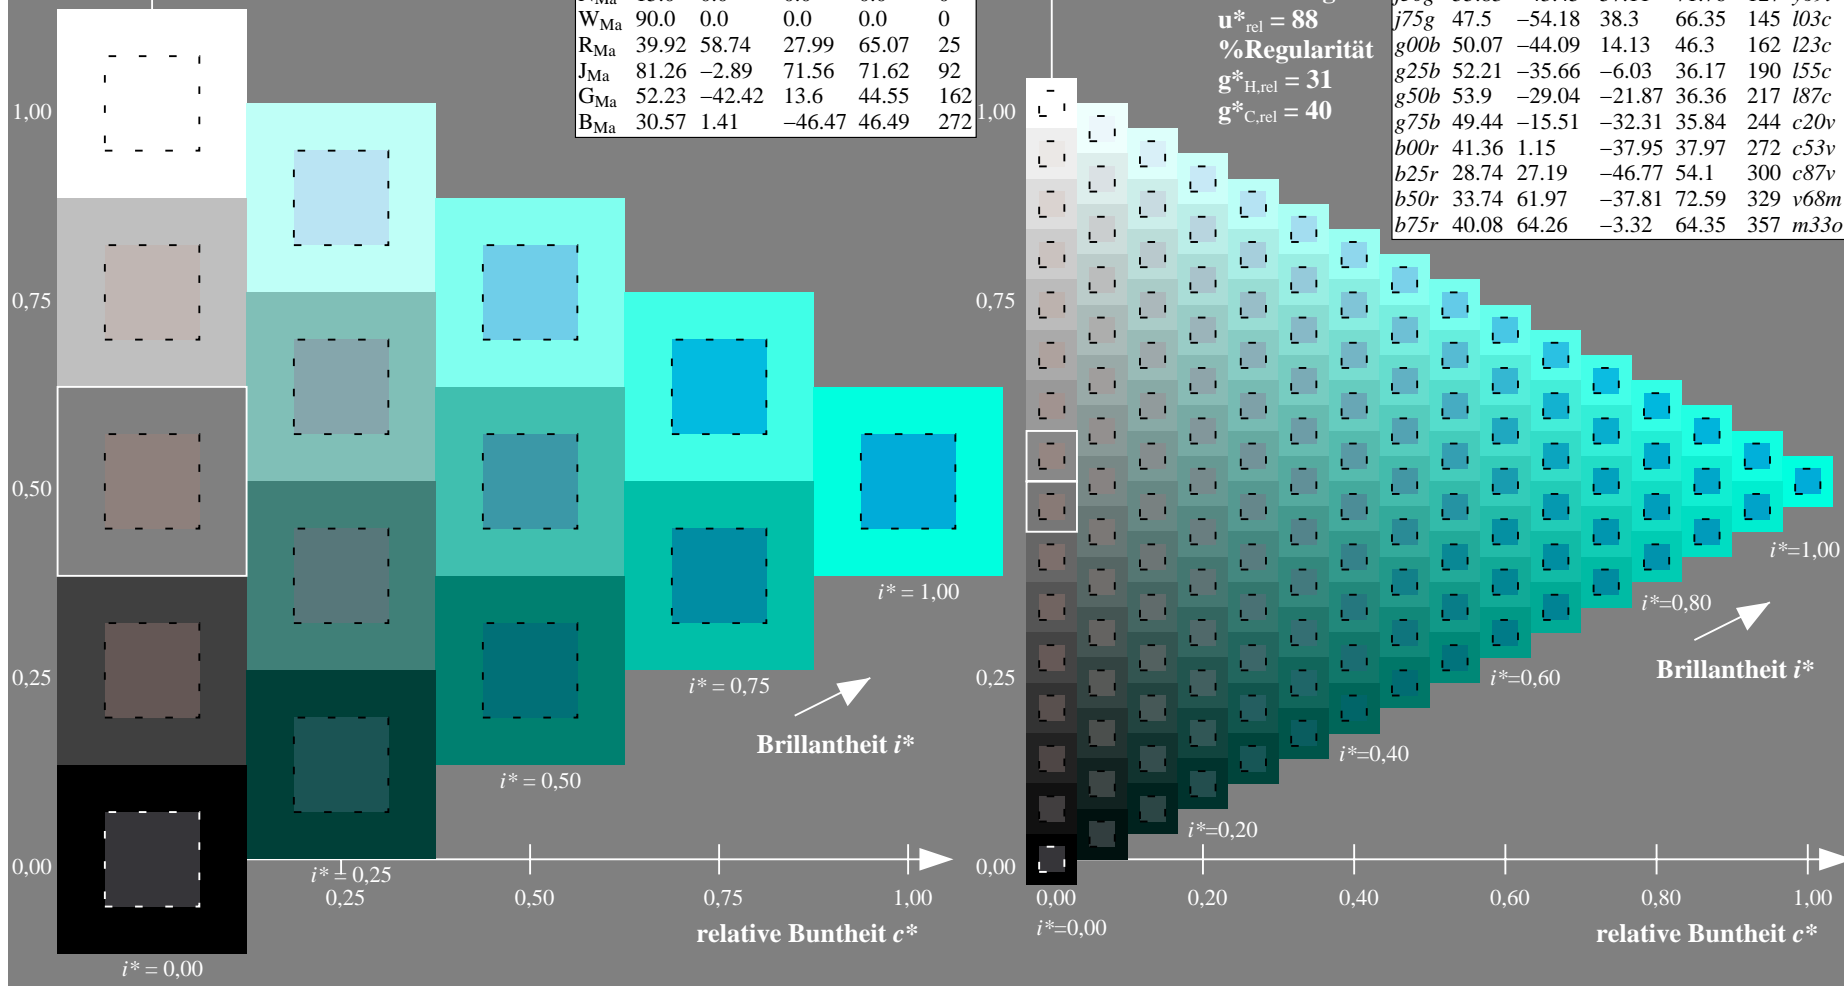 W_Ma 90.0 0.0 0.0 0.0 0
R_Ma 39.92 58.74 27.99 65.07 25
J_Ma 81.26 −2.89 71.56 71.62 92
G_Ma 52.23 −42.42 13.6 44.55 162
B_Ma 30.57 1.41 −46.47 46.49 272
u*rel = 88
%Regularität
g*H,rel = 31
g*C,rel = 40
j75g 47.5 −54.18 38.3 66.35 145 l03c
g00b 50.07 −44.09 14.13 46.3 162 l23c
g25b 52.21 −35.66 −6.03 36.17 190 l55c
g50b 53.9 −29.04 −21.87 36.36 217 l87c
g75b 49.44 −15.51 −32.31 35.84 244 c20v
b00r 41.36 1.15 −37.95 37.97 272 c53v
b25r 28.74 27.19 −46.77 54.1 300 c87v
b50r 33.74 61.97 −37.81 72.59 329 v68m
b75r 40.08 64.26 −3.32 64.35 357 m33o
1,00
0,75
0,50
0,25
0,00
i* = 1,00
i* = 0,75
Brillantheit i*
i* = 0,50
i* = 0,25
0,25 0,50 0,75 1,00
relative Buntheit c*
i* = 0,00
1,00
0,75
0,50
0,25
0,00
i*=1,00
i*=0,80
Brillantheit i*
i*=0,60
i*=0,40
i*=0,20
0,00 0,20 0,40 0,60 0,80 1,00
i*=0,00
relative Buntheit c*